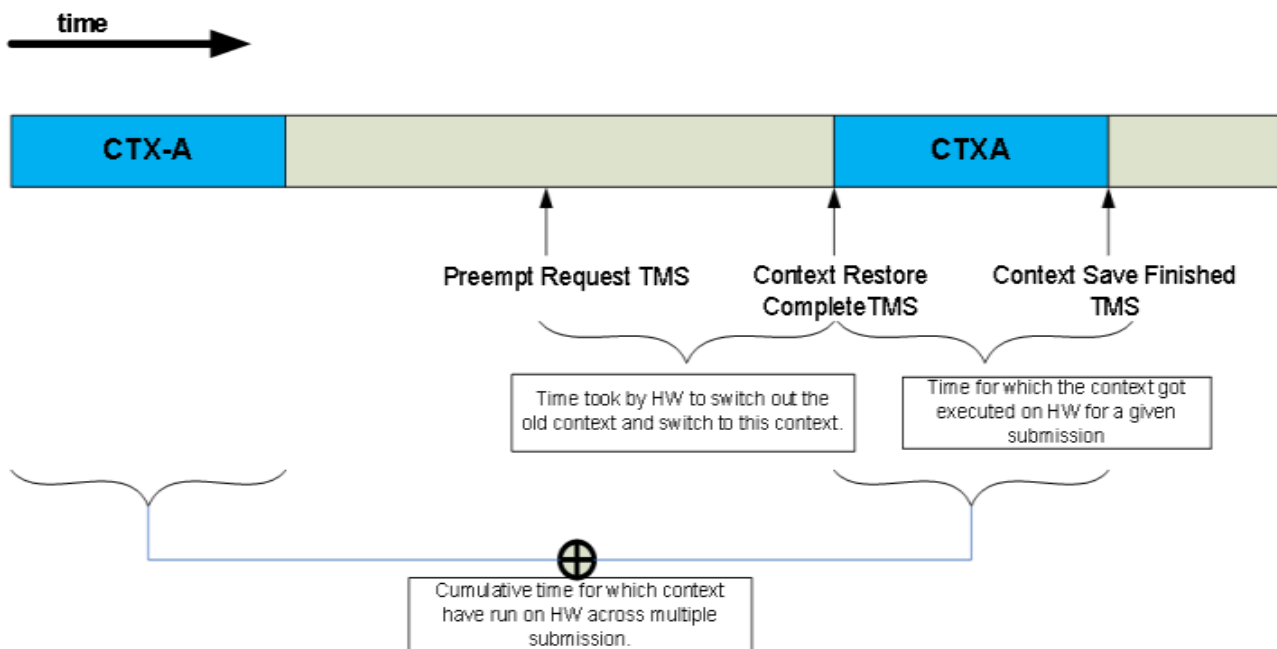 time
CTX-A
CTXA
Preempt Request TMS
Context Restore
CompleteTMS
Context Save Finished
TMS
Time took by HW to switch out the
old context and switch to this context.
Time for which the context got
executed on HW for a given
submission
Cumulative time for which context
have run on HW across multiple
submission.